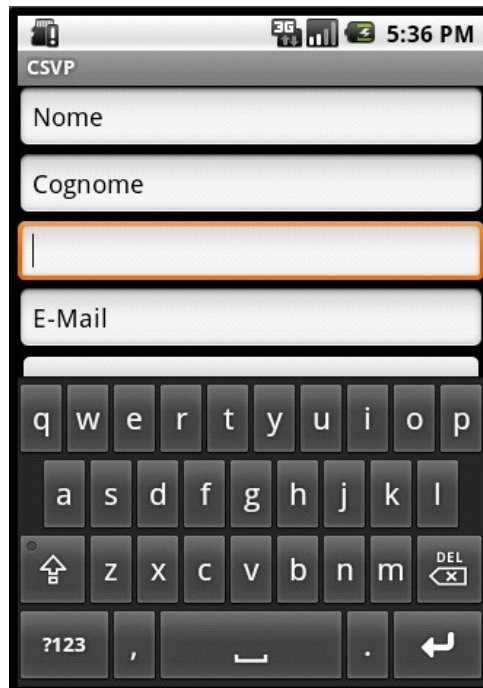 3G 5:36 PM
CSVP
Nome
Cognome
E-Mail
q w e r t y u i o p
a s d f g h j k l
z x c v b n m DEL
?123 , .